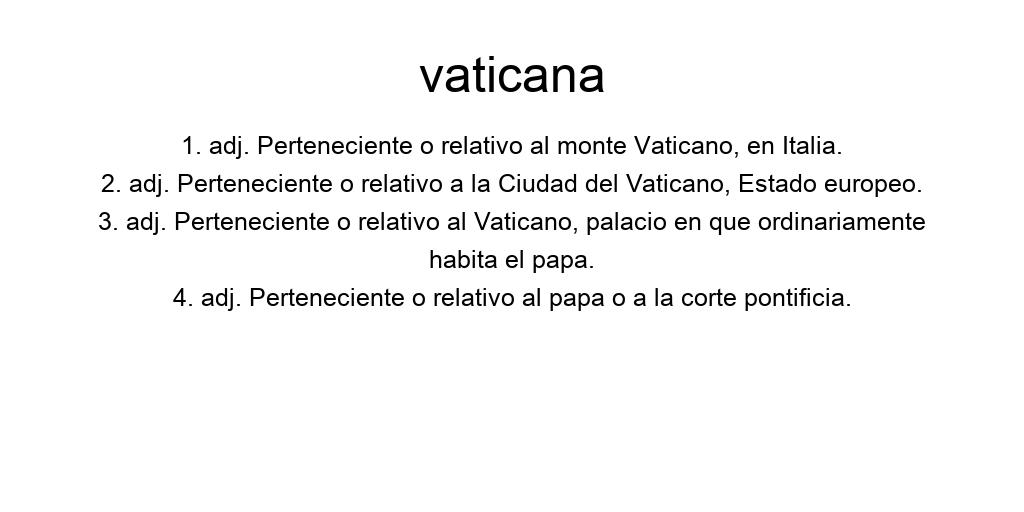 vaticana
1. adj. Perteneciente o relativo al monte Vaticano, en Italia.
2. adj. Perteneciente o relativo a la Ciudad del Vaticano, Estado europeo.
3. adj. Perteneciente o relativo al Vaticano, palacio en que ordinariamente
habita el papa.
4. adj. Perteneciente o relativo al papa o a la corte pontificia.